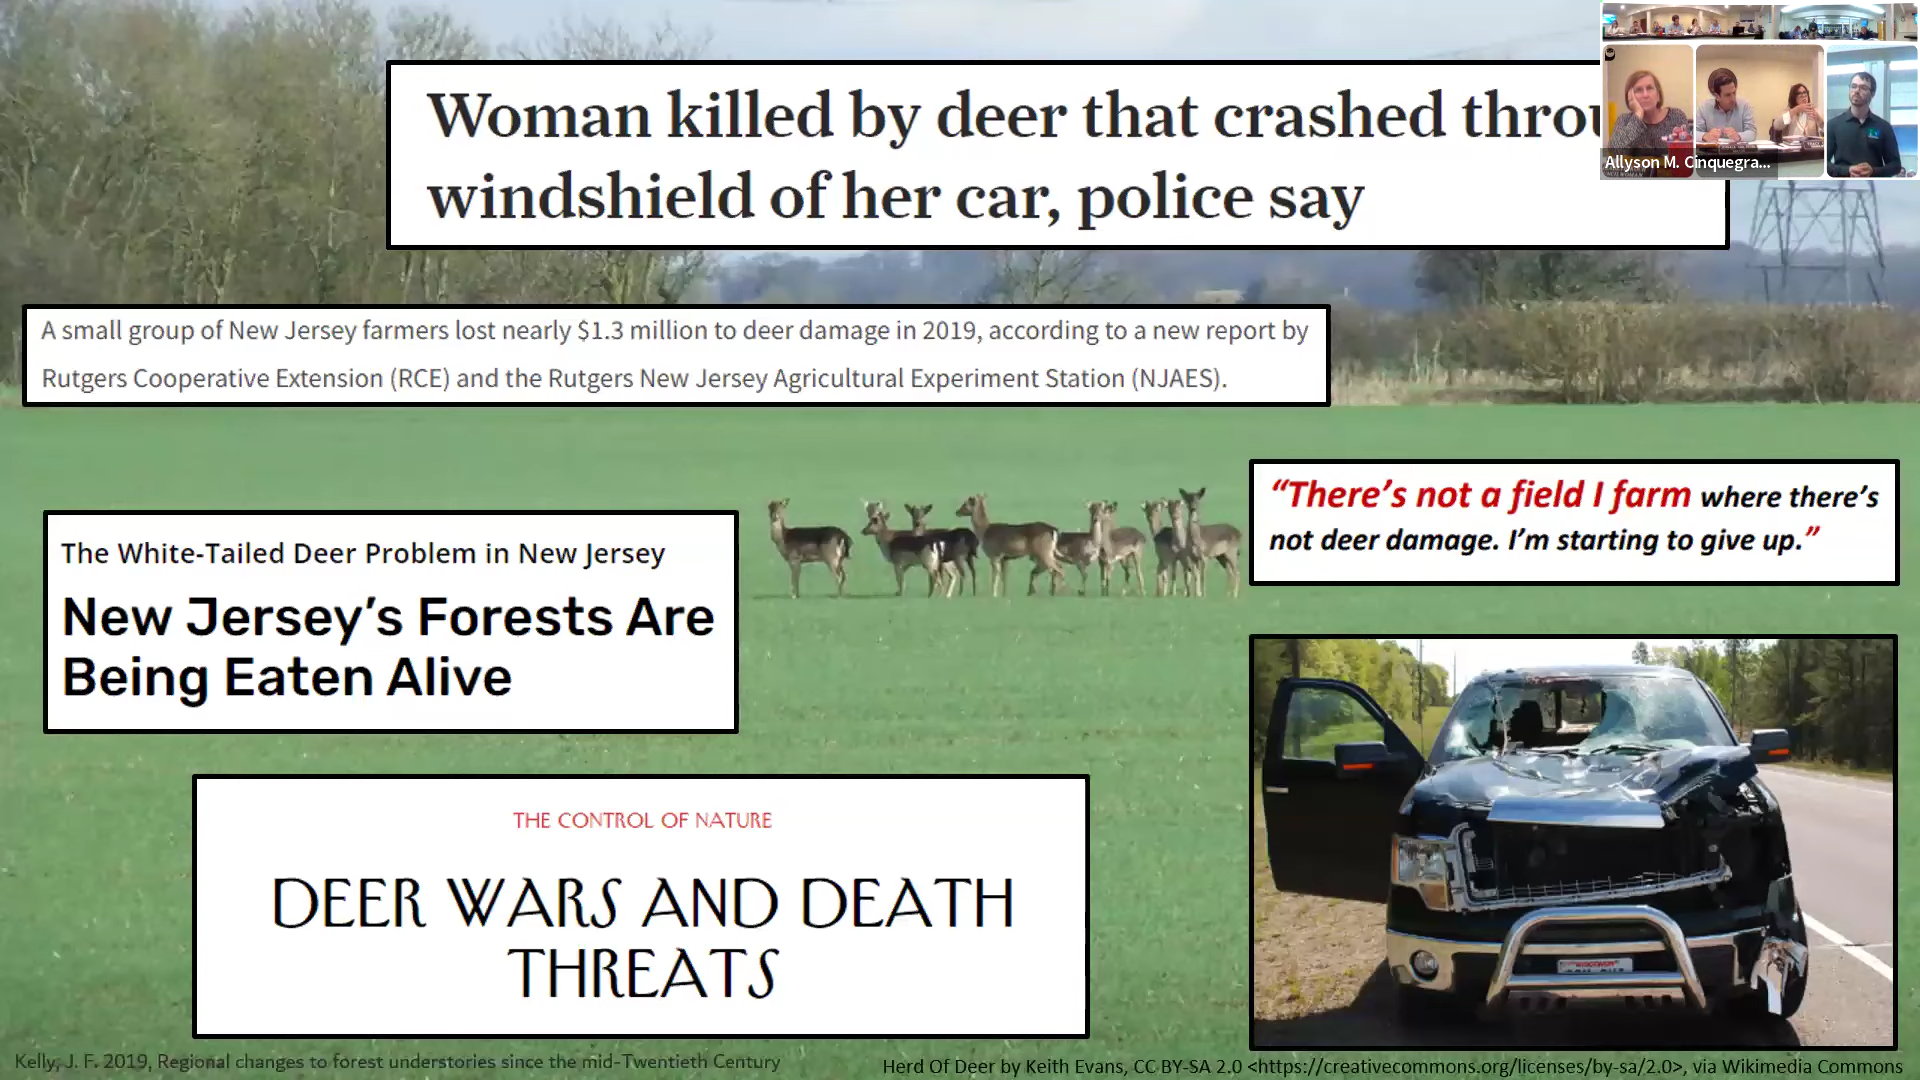 Woman killed by deer that crashed
windshield of her car, police say
Allyson M. Cinquegra...
A small group of New Jersey farmers lost nearly $1.3 million to deer damage in 2019, according to a new report by
Rutgers Cooperative Extension (RCE) and the Rutgers New Jersey Agricultural Experiment Station (NJAES).
“There’s not a field I farm where there’s
not deer damage. I’m starting to give up.”
The White-Tailed Deer Problem in New Jersey
New Jersey’s Forests Are
Being Eaten Alive
THE CONTROL OF NATURE
DEER WARS AND DEATH
THREATS
WISCONSIN
Kelly, J. F. 2019, Regional changes to forest understories since the mid-Twentieth Century
Herd Of Deer by Keith Evans, CC BY-SA 2.0 <https://creativecommons.org/licenses/by-sa/2.0>, via Wikimedia Commons